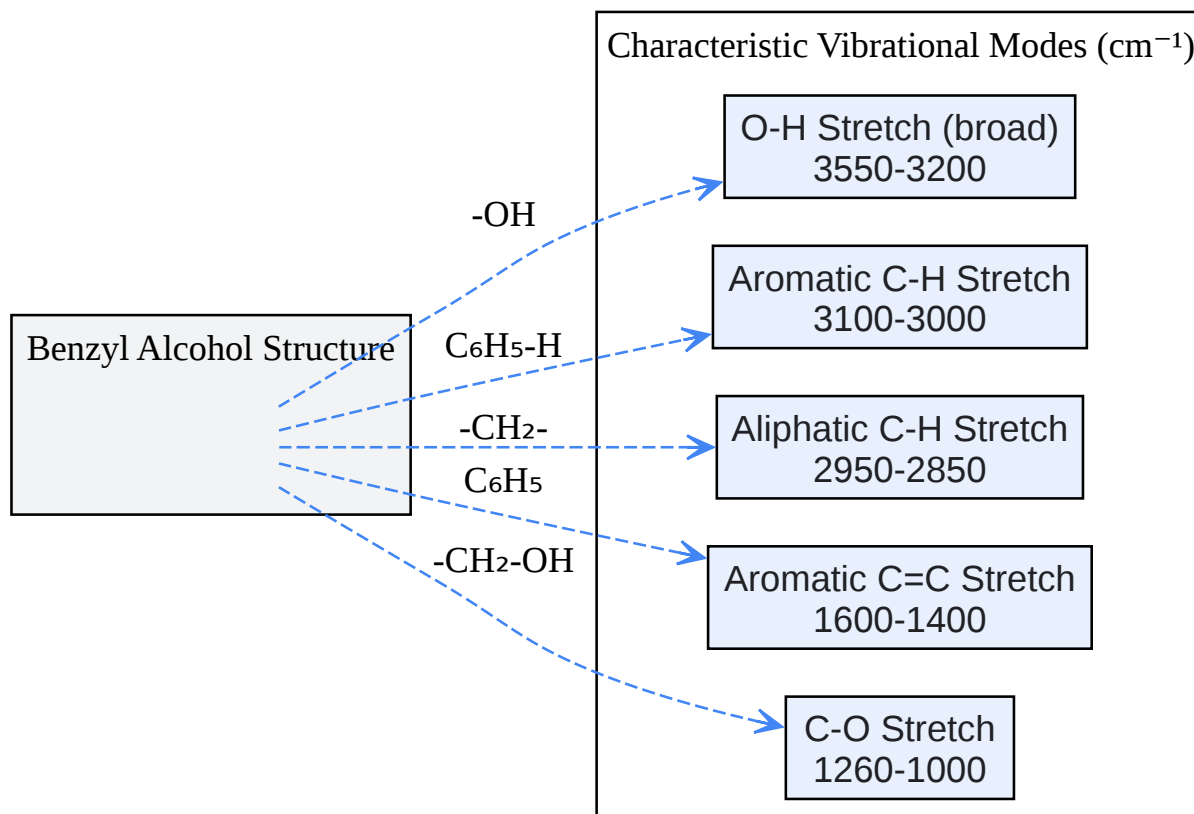 Characteristic Vibrational Modes (cm⁻¹)
O-H Stretch (broad)
3550-3200
-OH
Aromatic C-H Stretch
3100-3000
C₆H₅-H
Benzyl Alcohol Structure
-CH₂-
Aliphatic C-H Stretch
2950-2850
C₆H₅
-CH₂-OH
Aromatic C=C Stretch
1600-1400
C-O Stretch
1260-1000